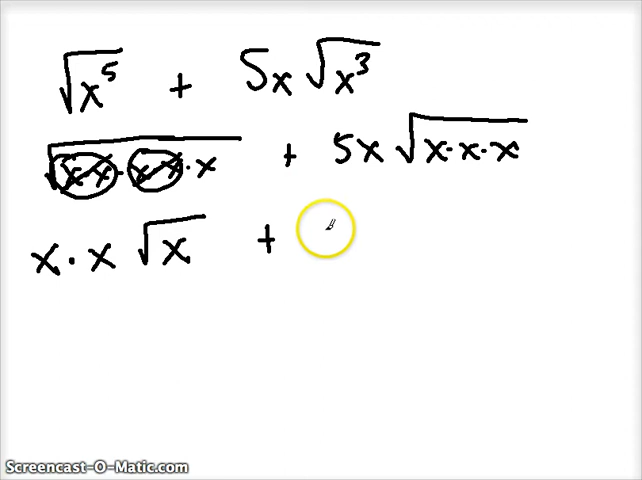 √x⁵ + 5x √x³
√x·x·x·x·x + 5x √x·x·x
x · x √x +
Screencast-O-Matic.com